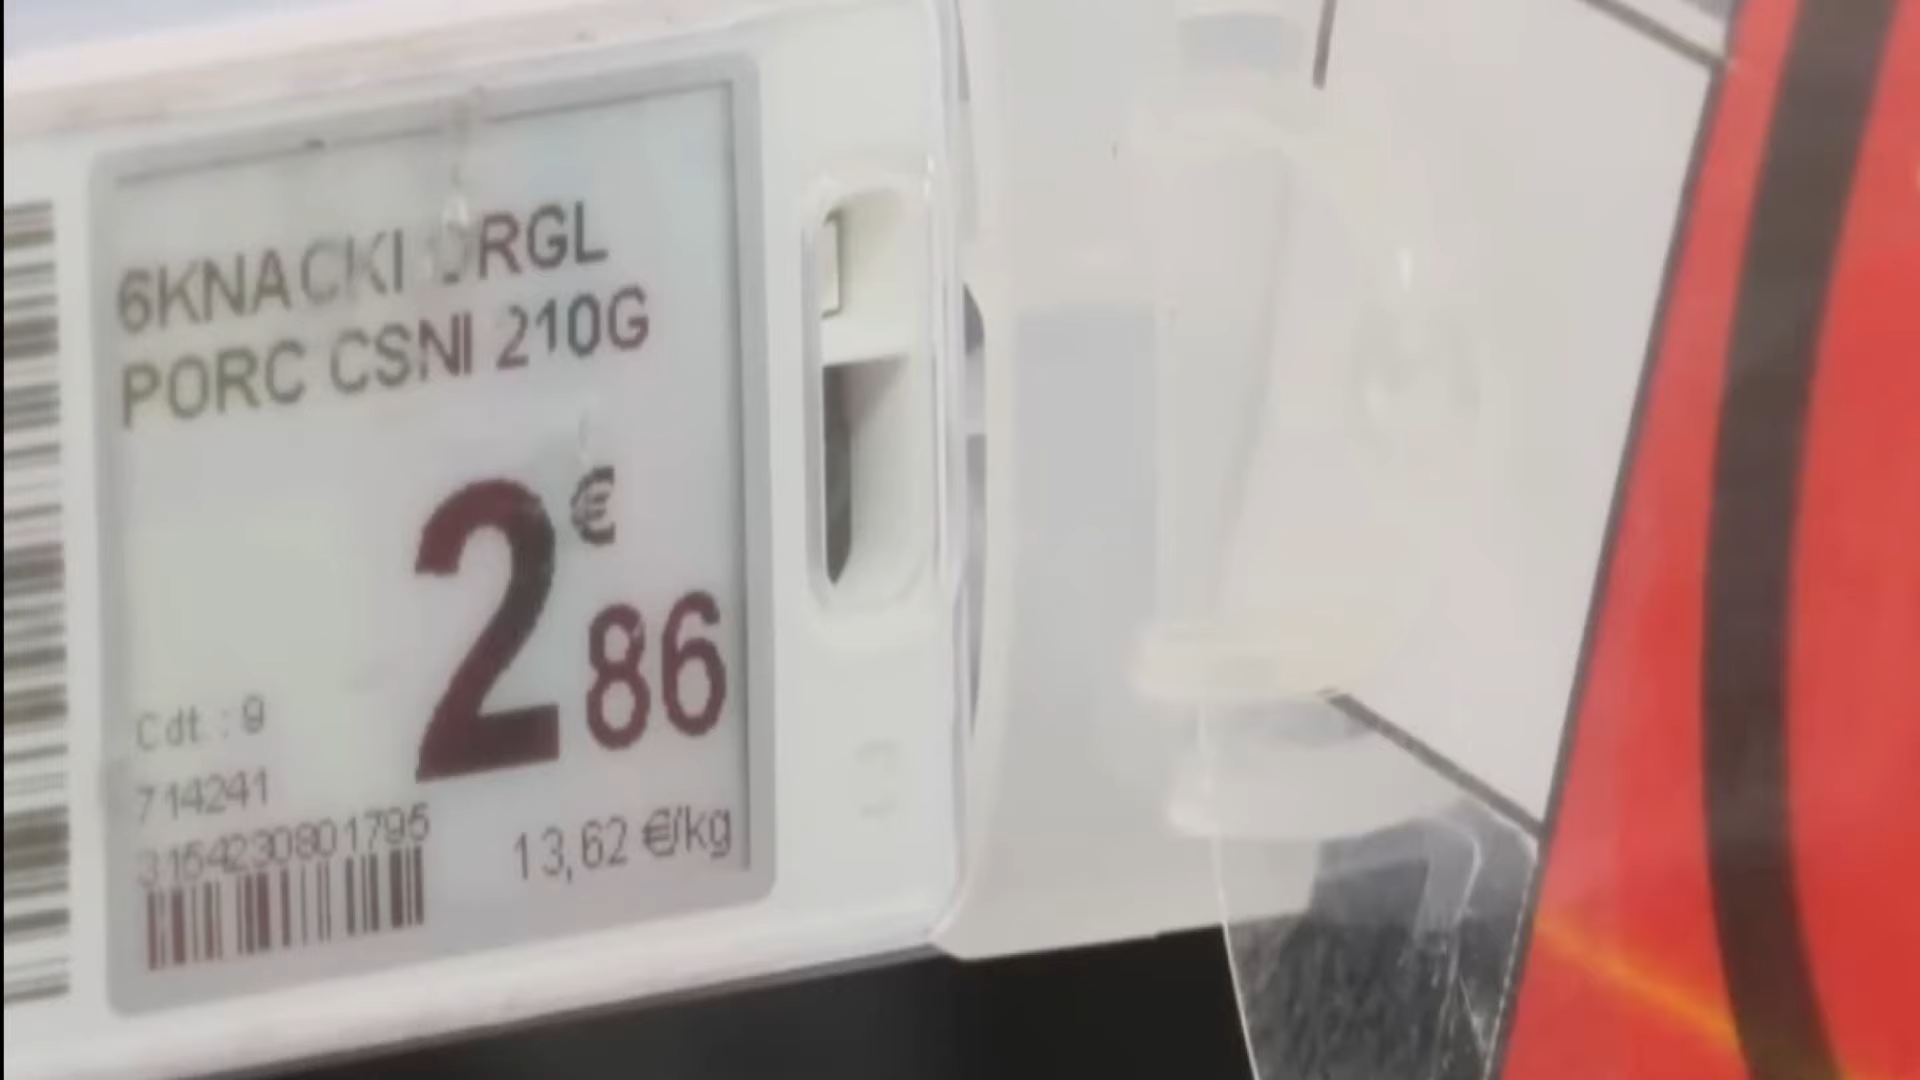 6KNACKI ORGL
PORC CSNI 210G
2€86
Cdt. : 9
714241
3154230801795
13,62 €/kg